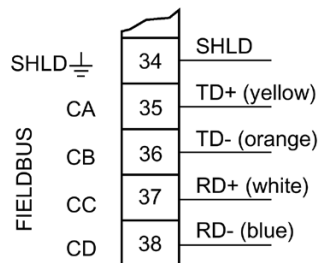 SHLD 34 SHLD
CA 35 TD+ (yellow)
CB 36 TD- (orange)
CC 37 RD+ (white)
CD 38 RD- (blue)
FIELDBUS